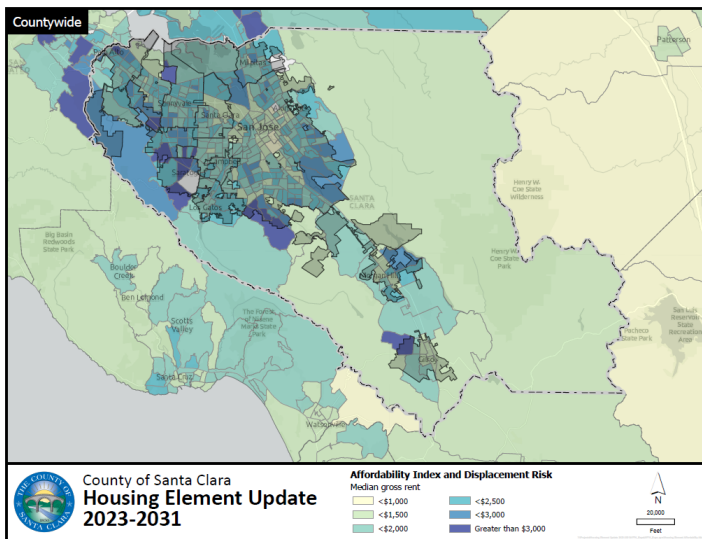 Countywide
Patterson
Palo Alto
Milpitas
Sunnyvale
Santa Clara
San Jose
Los Gatos
SANTA
CLARA
Henry W.
Coe State
Wilderness
Henry W.
Coe State
Park
Big Basin
Redwoods
State Park
Boulder
Creek
Ben Lomond
Scotts
Valley
The Forest
of Nisene
Marks State
Park
Morgan Hill
Gilroy
San Luis
Reservoir
State
Recreation
Area
Pacheco
State Park
Santa Cruz
Watsonville
THE COUNTY OF
SANTA CLARA
County of Santa Clara
Housing Element Update
2023-2031
Affordability Index and Displacement Risk
Median gross rent
<$1,000
<$1,500
<$2,000
<$2,500
<$3,000
Greater than $3,000
N
20,000
Feet